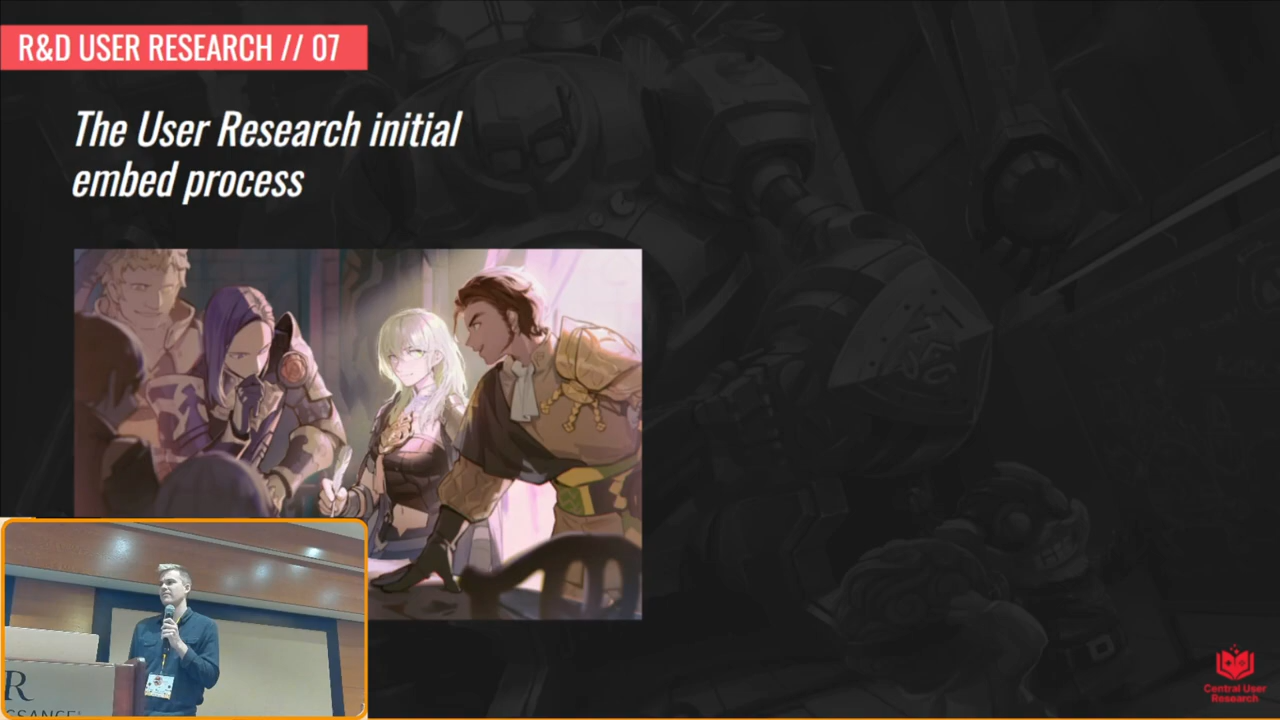 R&D USER RESEARCH // 07
The User Research initial
embed process
Central User
Research
R